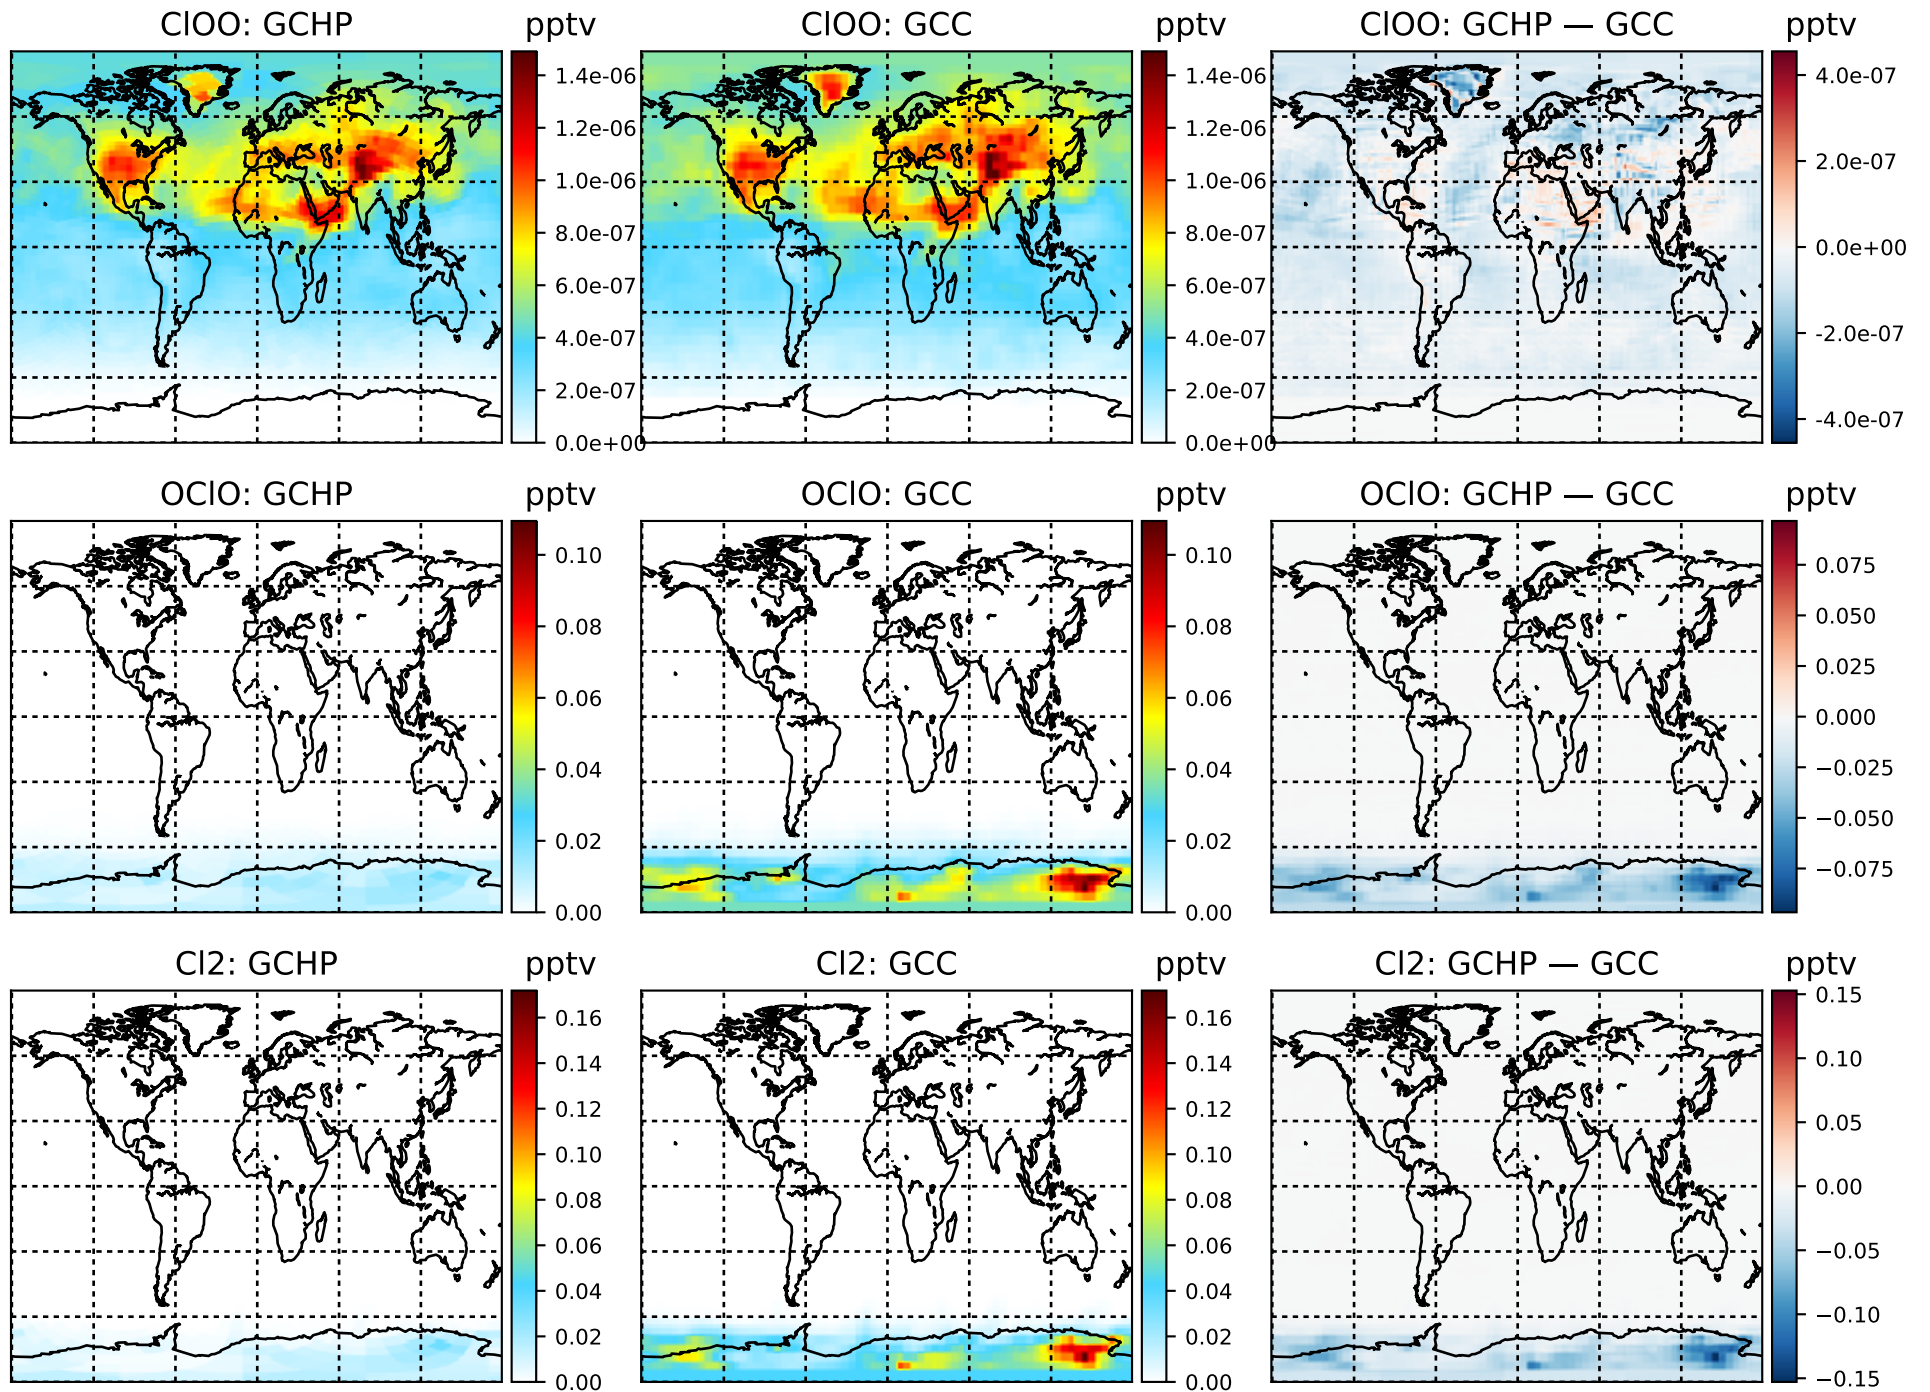 ClOO: GCHP pptv ClOO: GCC pptv ClOO: GCHP — GCC pptv
1.4e-06 1.4e-06 4.0e-07
1.2e-06 1.2e-06 2.0e-07
1.0e-06 1.0e-06 0.0e+00
8.0e-07 8.0e-07 -2.0e-07
6.0e-07 6.0e-07 -4.0e-07
4.0e-07 4.0e-07
2.0e-07 2.0e-07
0.0e+00 0.0e+00
OClO: GCHP pptv OClO: GCC pptv OClO: GCHP — GCC pptv
0.10 0.10 0.075
0.08 0.08 0.050
0.06 0.06 0.025
0.04 0.04 0.000
0.02 0.02 −0.025
0.00 0.00 −0.050
−0.075
Cl2: GCHP pptv Cl2: GCC pptv Cl2: GCHP — GCC pptv
0.16 0.16 0.15
0.14 0.14 0.10
0.12 0.12 0.05
0.10 0.10 0.00
0.08 0.08 −0.05
0.06 0.06 −0.10
0.04 0.04 −0.15
0.02 0.02
0.00 0.00